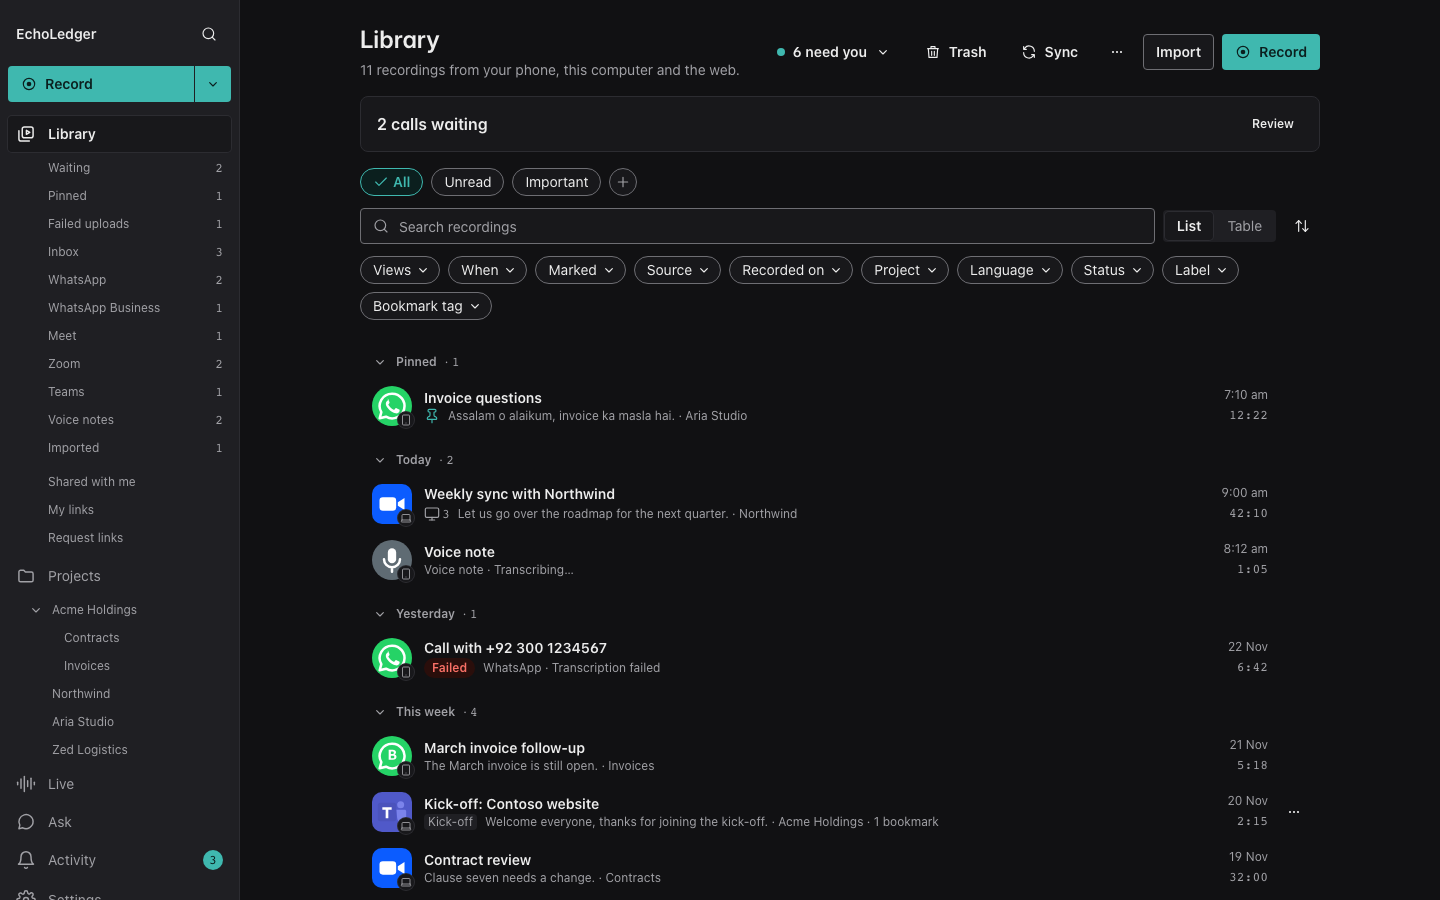 EchoLedger
Record
Library
Waiting 2
Pinned 1
Failed uploads 1
Inbox 3
WhatsApp 2
WhatsApp Business 1
Meet 1
Zoom 2
Teams 1
Voice notes 2
Imported 1
Shared with me
My links
Request links
Projects
Acme Holdings
Contracts
Invoices
Northwind
Aria Studio
Zed Logistics
Live
Ask
Activity 3
Settings
Library
11 recordings from your phone, this computer and the web.
6 need you Trash Sync ... Import Record
2 calls waiting Review
All Unread Important
Search recordings List Table
Views When Marked Source Recorded on Project Language Status Label
Bookmark tag
Pinned · 1
Invoice questions 7:10 am
Assalam o alaikum, invoice ka masla hai. · Aria Studio 12:22
Today · 2
Weekly sync with Northwind 9:00 am
3 Let us go over the roadmap for the next quarter. · Northwind 42:10
Voice note 8:12 am
Voice note · Transcribing... 1:05
Yesterday · 1
Call with +92 300 1234567 22 Nov
Failed WhatsApp · Transcription failed 6:42
This week · 4
B March invoice follow-up 21 Nov
The March invoice is still open. · Invoices 5:18
T Kick-off: Contoso website 20 Nov
Kick-off Welcome everyone, thanks for joining the kick-off. · Acme Holdings · 1 bookmark 2:15 ...
Contract review 19 Nov
Clause seven needs a change. · Contracts 32:00